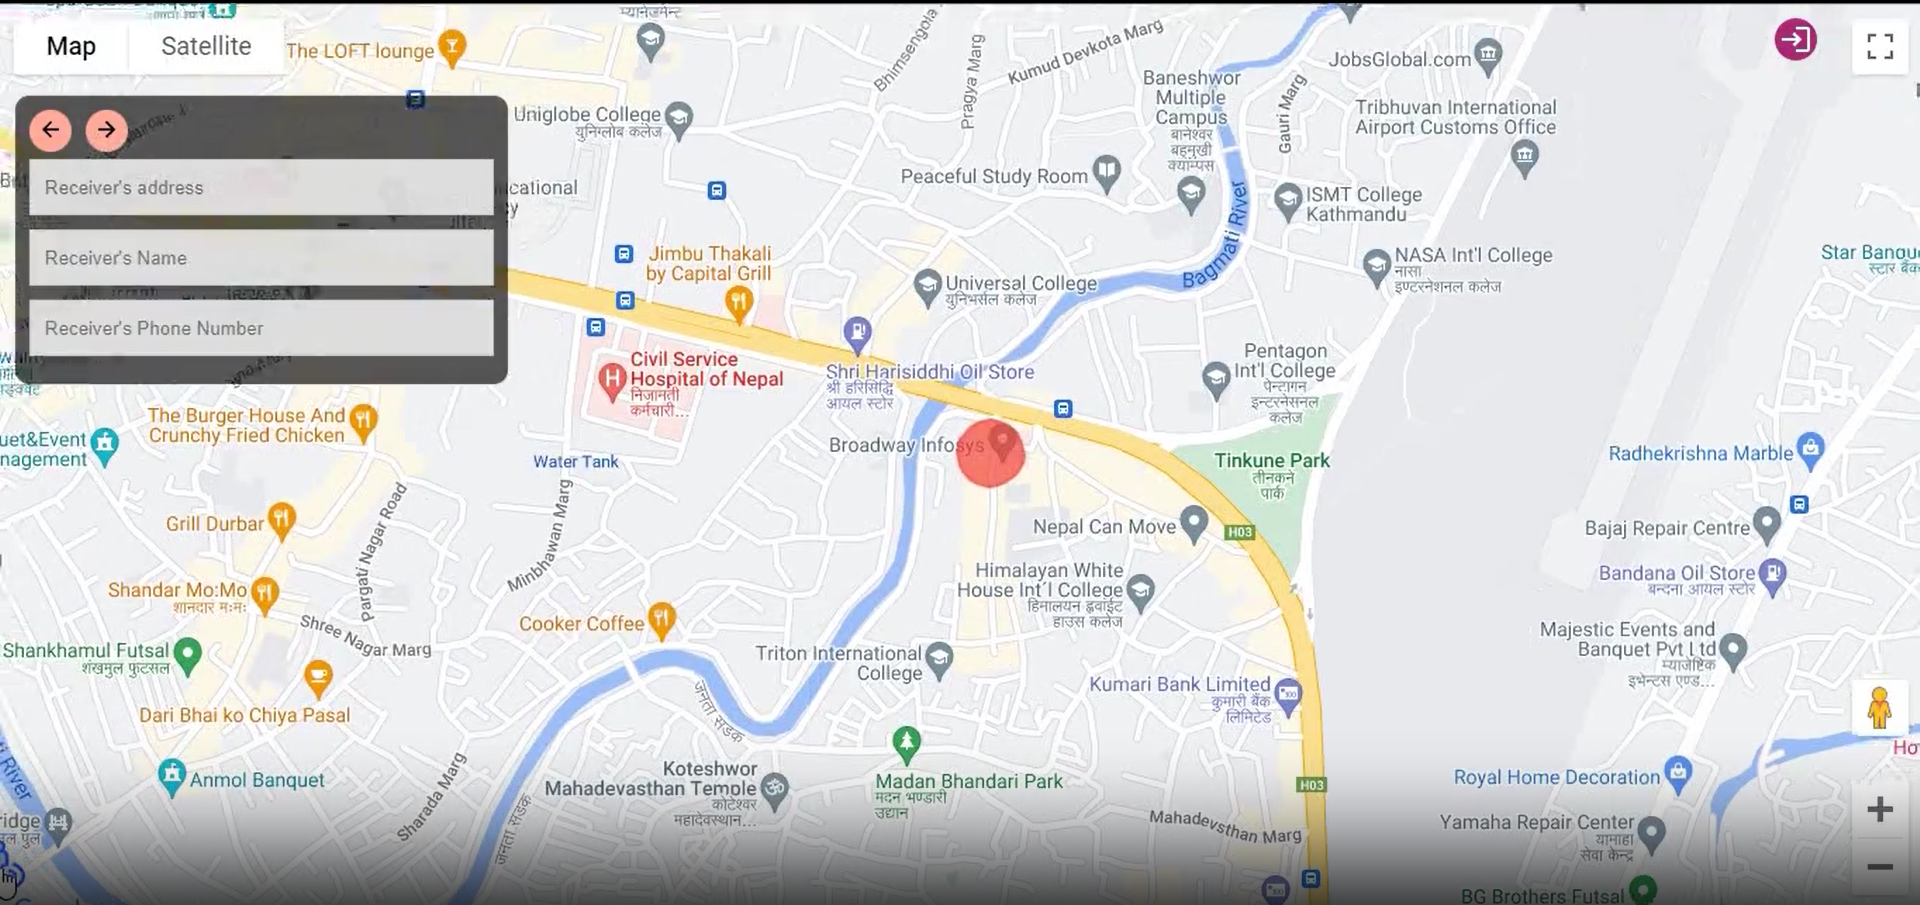 म्यानेजमेन्ट
Map
Satellite
The LOFT lounge
Bhimsengola
Pragya Marg
Kumud Devkota Marg
JobsGlobal.com
Baneshwor
Multiple
Campus
बानेश्वर
बहुमुखी
क्याम्पस
Gauri Marg
Tribhuvan International
Airport Customs Office
Uniglobe College
युनिग्लोब कलेज
Receiver's address
Peaceful Study Room
ISMT College
Kathmandu
Bagmati River
Receiver's Name
Jimbu Thakali
by Capital Grill
NASA Int'l College
नासा
इण्टरनेशनल कलेज
Star Banqu
स्टार बैंक
Universal College
युनिभर्सल कलेज
Receiver's Phone Number
Civil Service
Hospital of Nepal
निजामती
कर्मचारी...
Shri Harisiddhi Oil Store
श्री हरिसिद्धि
आयल स्टोर
Pentagon
Int'l College
पेन्टागन
इन्टरनेसनल
कलेज
The Burger House And
Crunchy Fried Chicken
uet&Event
nagement
Broadway Infosys
Water Tank
Tinkune Park
तीनकुने
पार्क
Radhekrishna Marble
Grill Durbar
Pargati Nagar Road
Minbhawan Marg
Nepal Can Move
H03
Bajaj Repair Centre
Himalayan White
House Int'l College
हिमालयन ह्वाईट
हाउस कलेज
Bandana Oil Store
बन्दना आयल स्टोर
Shandar Mo:Mo
शानदार म:म:
Shree Nagar Marg
Cooker Coffee
Majestic Events and
Banquet Pvt Ltd
म्याजेष्टिक
इभेन्टस एण्ड...
Shankhamul Futsal
शंखमुल फुटसल
Triton International
College
Kumari Bank Limited
कुमारी बैंक
लिमिटेड
जनता सडक
Dari Bhai ko Chiya Pasal
River
Anmol Banquet
Koteshwor
Mahadevasthan Temple
कोटेश्वर
महादेवस्थान...
Madan Bhandari Park
मदन भण्डारी
उद्यान
H03
Royal Home Decoration
Ho
Sharada Marg
जनता सडक
Mahadevsthan Marg
Yamaha Repair Center
यामाहा
सेवा केन्द्र
ridge
BG Brothers Futsal